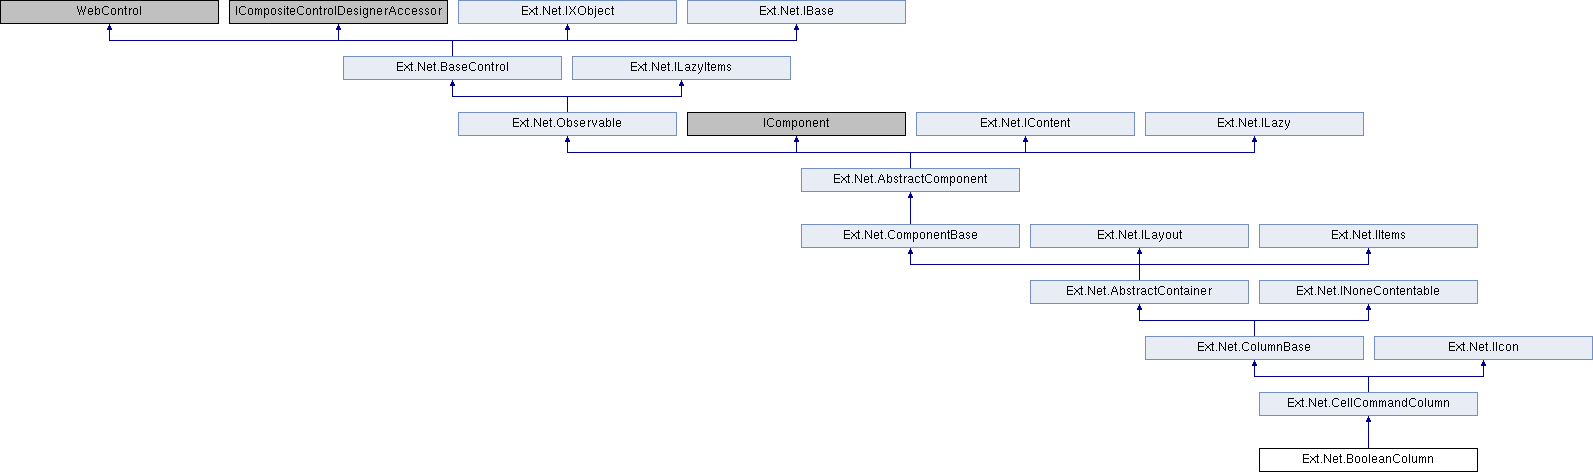 WebControl ICompositeControlDesignerAccessor Ext.Net.IXObject Ext.Net.IBase
Ext.Net.BaseControl Ext.Net.ILazyItems
Ext.Net.Observable IComponent Ext.Net.IContent Ext.Net.ILazy
Ext.Net.AbstractComponent
Ext.Net.ComponentBase Ext.Net.ILayout Ext.Net.IItems
Ext.Net.AbstractContainer Ext.Net.INoneContentable
Ext.Net.ColumnBase Ext.Net.IIcon
Ext.Net.CellCommandColumn
Ext.Net.BooleanColumn